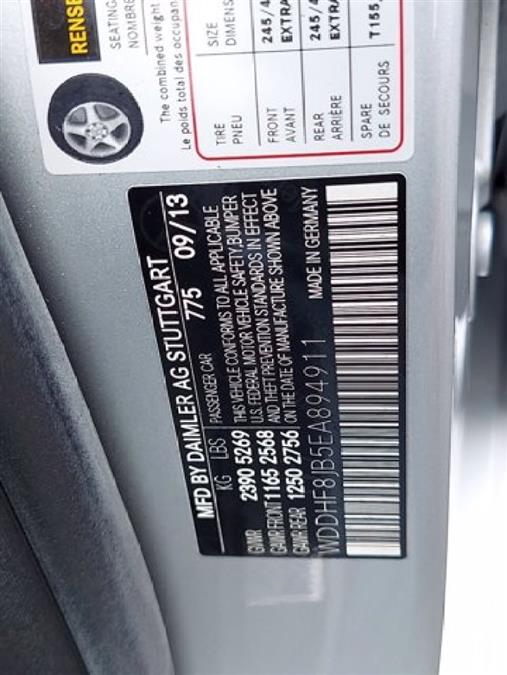 RENSE
SEATING
NOMBRE
The combined weight
Le poids total des occupan
TIRE
PNEU
SIZE
DIMENS
FRONT
AVANT
245/4
EXTRA
REAR
ARRIÈRE
245/4
EXTRA
SPARE
DE SECOURS
T155,
MFD BY DAIMLER AG STUTTGART
775 09/13
KG LBS PASSENGER CAR
GVWR 2390 5269
GAWR FRONT 1165 2568
GAWR REAR 1250 2756
THIS VEHICLE CONFORMS TO ALL APPLICABLE
U.S. FEDERAL MOTOR VEHICLE SAFETY,BUMPER
AND THEFT PREVENTION STANDARDS IN EFFECT
ON THE DATE OF MANUFACTURE SHOWN ABOVE
MADE IN GERMANY
WDDHF8JB5EA894911